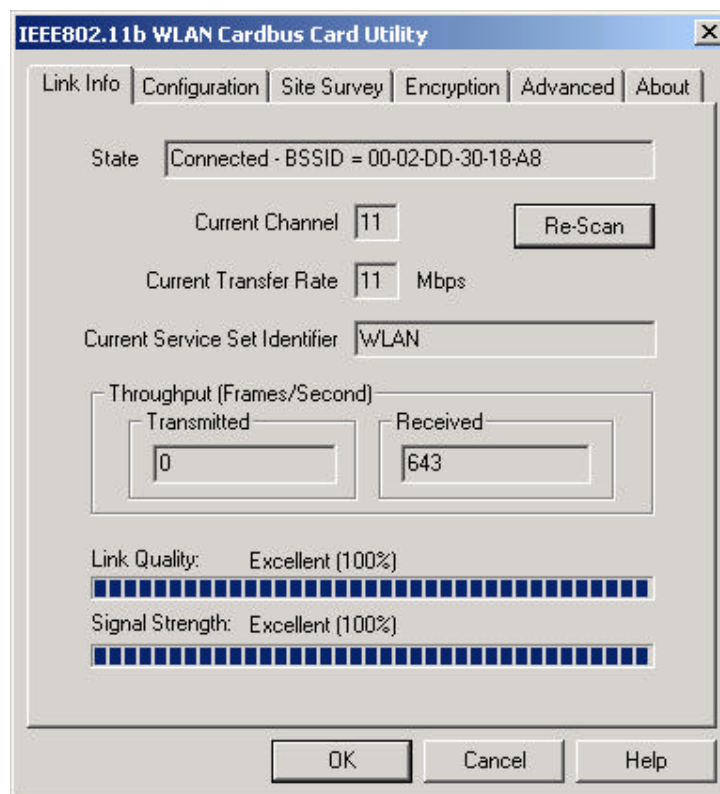 IEEE802.11b WLAN Cardbus Card Utility
Link Info Configuration Site Survey Encryption Advanced About
State Connected - BSSID = 00-02-DD-30-18-A8
Current Channel 11 Re-Scan
Current Transfer Rate 11 Mbps
Current Service Set Identifier WLAN
Throughput (Frames/Second)
Transmitted Received
0 643
Link Quality: Excellent (100%)
Signal Strength: Excellent (100%)
OK Cancel Help